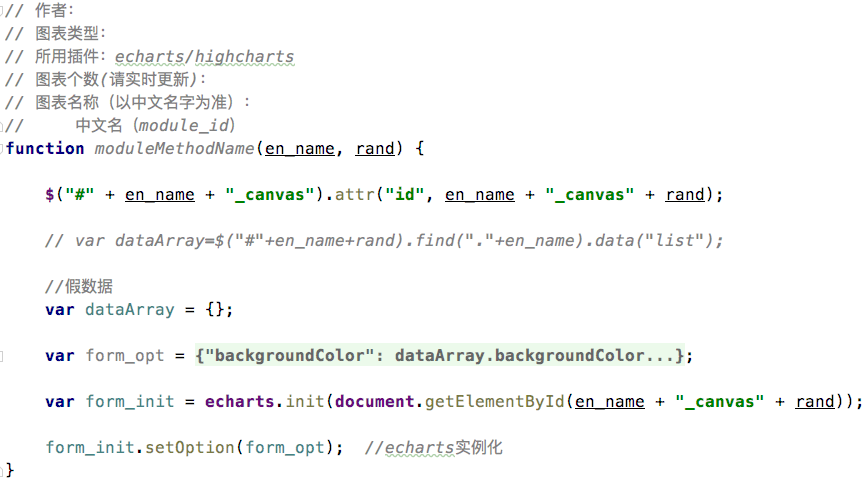 // 作者：
// 图表类型：
// 所用插件：echarts/highcharts
// 图表个数(请实时更新)：
// 图表名称（以中文名字为准）：
//     中文名（module_id）
function moduleMethodName(en_name, rand) {
    $("#" + en_name + "_canvas").attr("id", en_name + "_canvas" + rand);
    // var dataArray=$("#"+en_name+rand).find("."+en_name).data("list");
    //假数据
    var dataArray = {};
    var form_opt = {"backgroundColor": dataArray.backgroundColor...};
    var form_init = echarts.init(document.getElementById(en_name + "_canvas" + rand));
    form_init.setOption(form_opt);  //echarts实例化
}